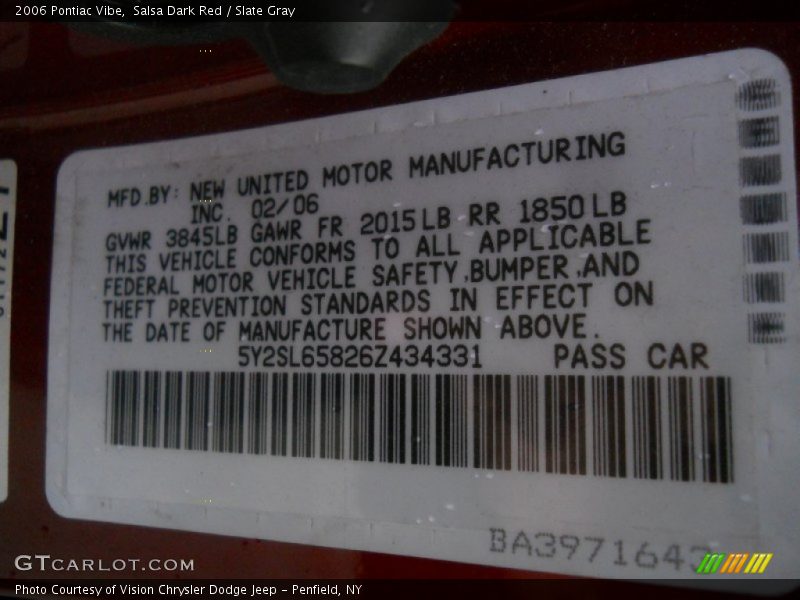 2006 Pontiac Vibe,  Salsa Dark Red / Slate Gray
MFD.BY: NEW UNITED MOTOR MANUFACTURING
INC. 02/06
GVWR 3845LB GAWR FR 2015LB RR 1850LB
THIS VEHICLE CONFORMS TO ALL APPLICABLE
FEDERAL MOTOR VEHICLE SAFETY,BUMPER,AND
THEFT PREVENTION STANDARDS IN EFFECT ON
THE DATE OF MANUFACTURE SHOWN ABOVE.
5Y2SL65826Z434331 PASS CAR
GTCARLOT.COM
Photo Courtesy of Vision Chrysler Dodge Jeep – Penfield, NY